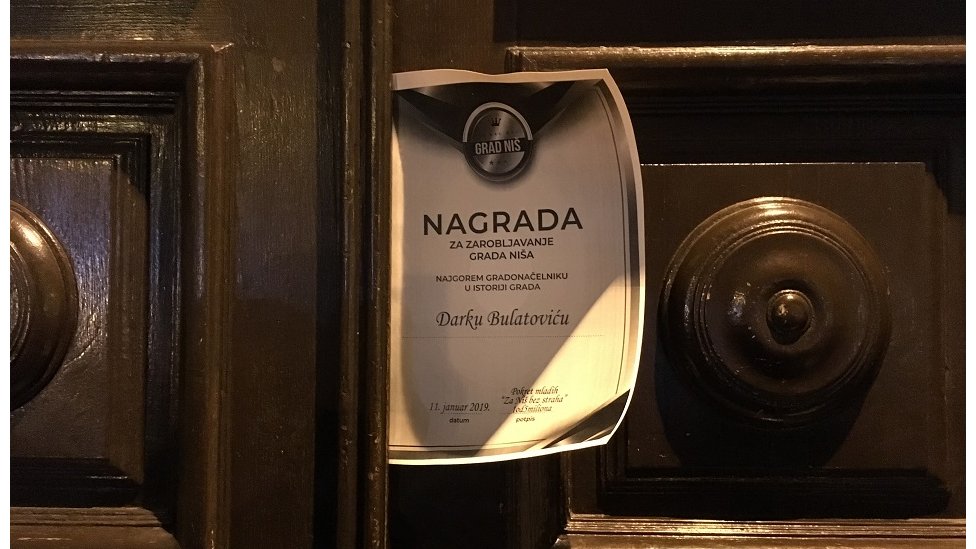 GRAD NIŠ
NAGRADA
ZA ZAROBLJAVANJE
GRADA NIŠA
NAJGOREM GRADONAČELNIKU
U ISTORIJI GRADA
Darku Bulatoviću
Pokret mladih
"Za Niš bez straha"
11. januar 2019. 1od5miliona
datum potpis